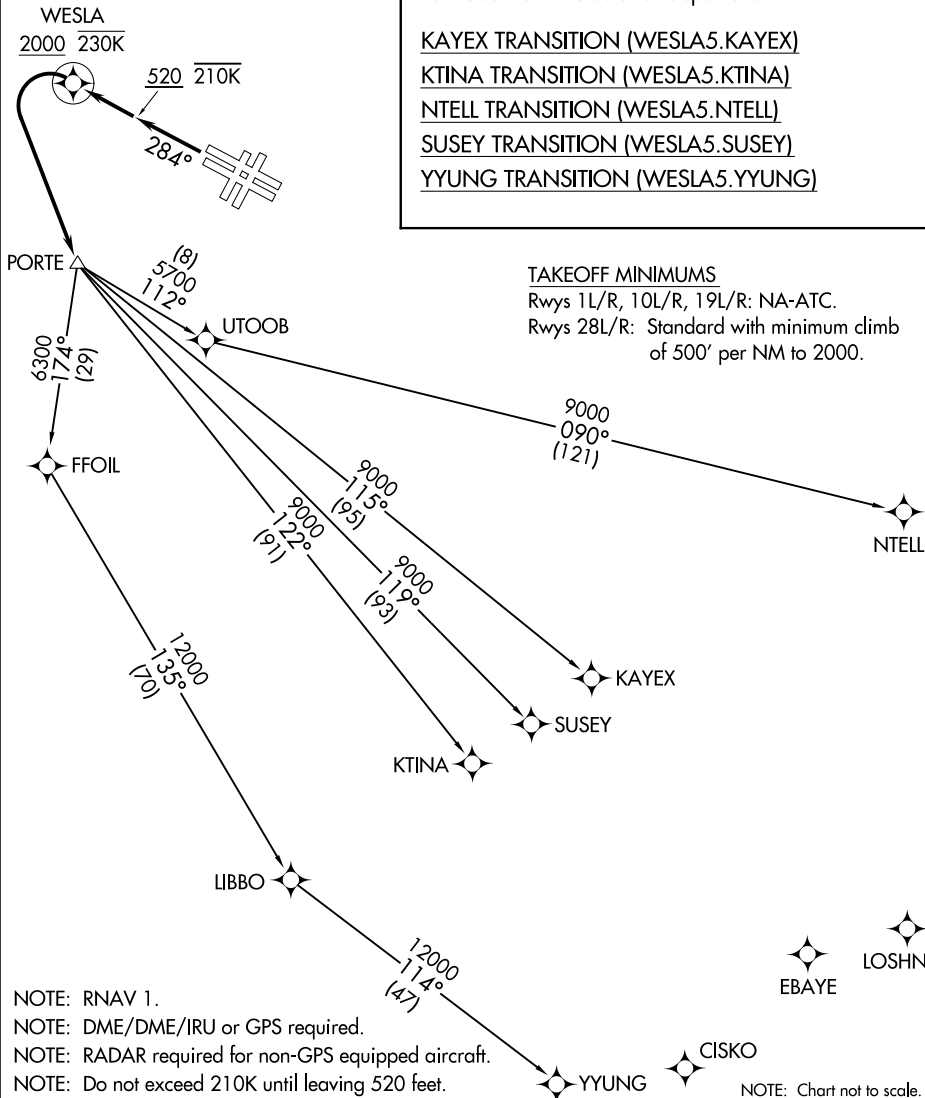 WESLA
2000 230K
520 210K
284°
KAYEX TRANSITION (WESLA5.KAYEX)
KTINA TRANSITION (WESLA5.KTINA)
NTELL TRANSITION (WESLA5.NTELL)
SUSEY TRANSITION (WESLA5.SUSEY)
YYUNG TRANSITION (WESLA5.YYUNG)
TAKEOFF MINIMUMS
Rwys 1L/R, 10L/R, 19L/R: NA-ATC.
Rwys 28L/R: Standard with minimum climb
of 500' per NM to 2000.
PORTE
(8)
5700
112°
UTOOB
6300
174°
(29)
FFOIL
9000
090°
(121)
NTELL
9000
115°
(95)
9000
122°
(91)
9000
119°
(93)
KAYEX
SUSEY
KTINA
12000
135°
(70)
LIBBO
12000
114°
(47)
EBAYE
LOSHN
CISKO
YYUNG
NOTE: RNAV 1.
NOTE: DME/DME/IRU or GPS required.
NOTE: RADAR required for non-GPS equipped aircraft.
NOTE: Do not exceed 210K until leaving 520 feet.
NOTE: Chart not to scale.